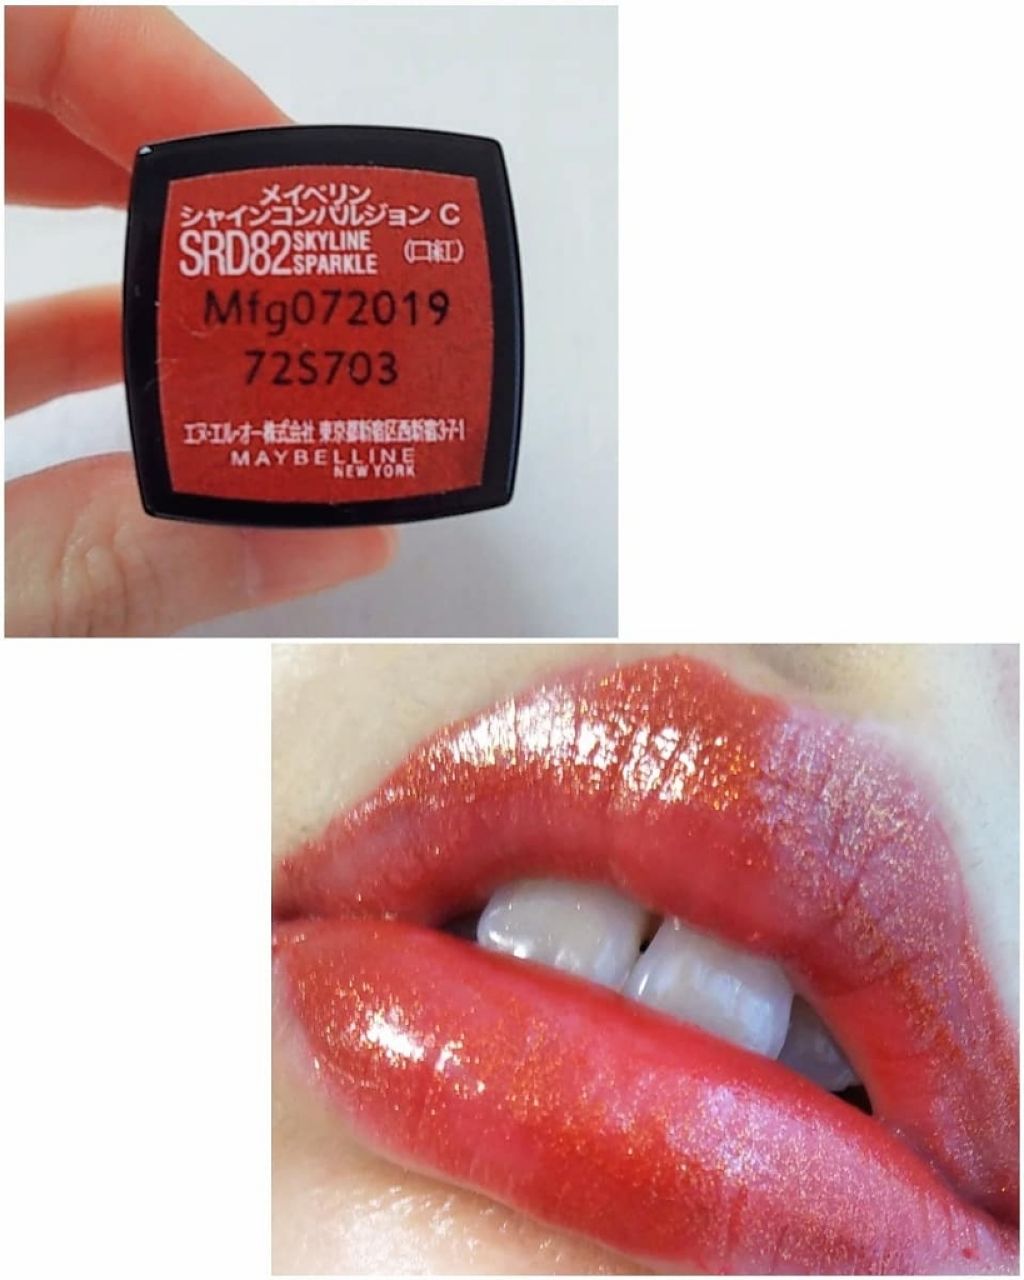 メイベリン
シャインコンパルジョン C
SRD82 SKYLINE SPARKLE (口紅)
Mfg072019
72S703
エヌ・エル・オー株式会社 東京都新宿区西新宿3-7-1
MAYBELLINE
NEW YORK